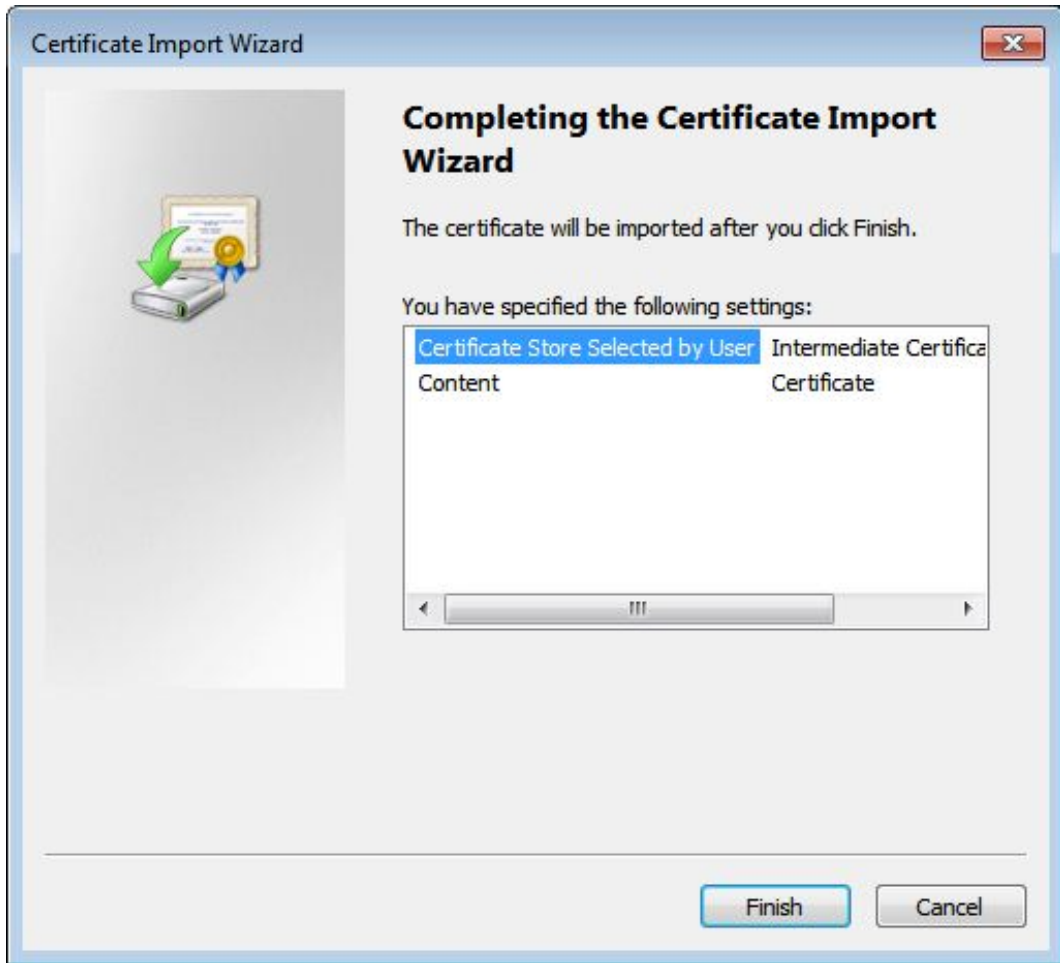 Certificate Import Wizard
Completing the Certificate Import
Wizard
The certificate will be imported after you click Finish.
You have specified the following settings:
Certificate Store Selected by User Intermediate Certifica
Content Certificate
Finish Cancel